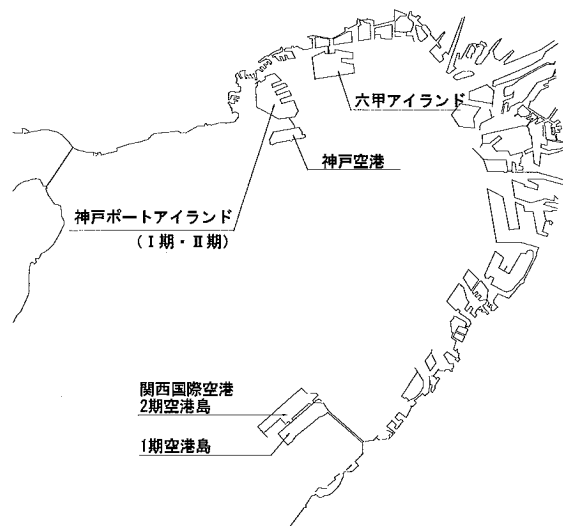 六甲アイランド
神戸空港
神戸ポートアイランド
(Ⅰ期・Ⅱ期)
関西国際空港
2期空港島
1期空港島